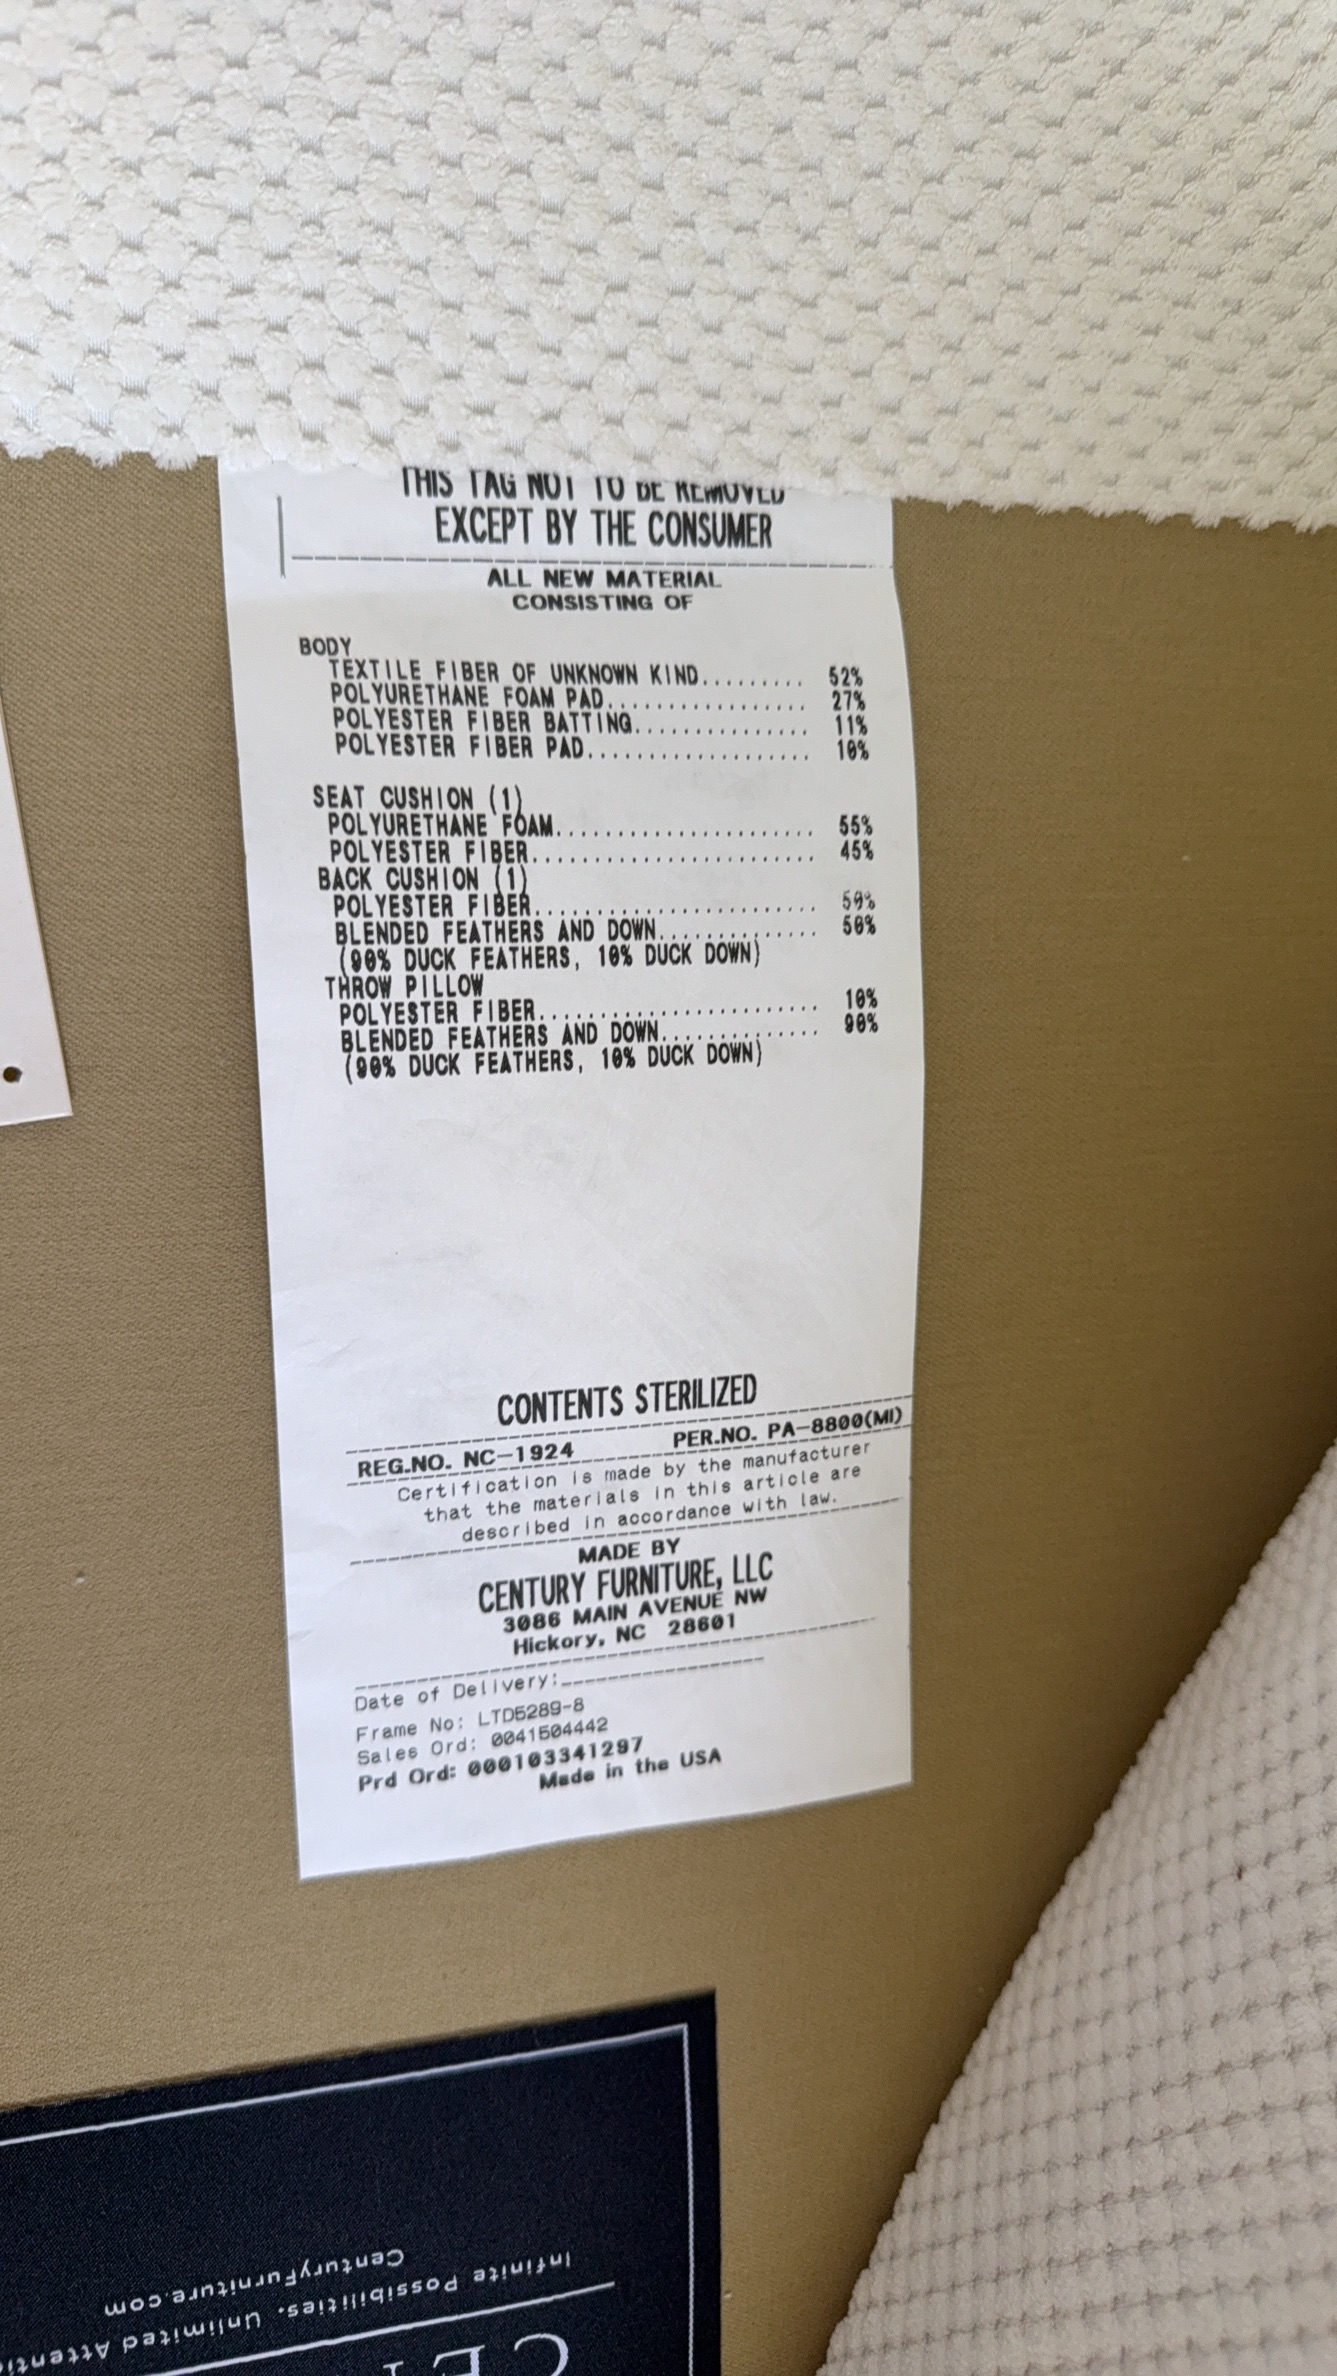 THIS TAG NOT TO BE REMOVED
EXCEPT BY THE CONSUMER
ALL NEW MATERIAL
CONSISTING OF
BODY
TEXTILE FIBER OF UNKNOWN KIND......... 52%
POLYURETHANE FOAM PAD................ 27%
POLYESTER FIBER BATTING.............. 11%
POLYESTER FIBER PAD.................. 10%
SEAT CUSHION (1)
POLYURETHANE FOAM..................... 55%
POLYESTER FIBER....................... 45%
BACK CUSHION (1)
POLYESTER FIBER....................... 50%
BLENDED FEATHERS AND DOWN............. 50%
(90% DUCK FEATHERS, 10% DUCK DOWN)
THROW PILLOW
POLYESTER FIBER....................... 10%
BLENDED FEATHERS AND DOWN............. 90%
(90% DUCK FEATHERS, 10% DUCK DOWN)
CONTENTS STERILIZED
REG.NO. NC-1924 PER.NO. PA-8800(MI)
Certification is made by the manufacturer
that the materials in this article are
described in accordance with law.
MADE BY
CENTURY FURNITURE, LLC
3086 MAIN AVENUE NW
Hickory, NC 28601
Date of Delivery:
Frame No: LTD5289-8
Sales Ord: 0041504442
Prd Ord: 000103341297
Made in the USA
Infinite Possibilities. Unlimited
CenturyFurniture.com